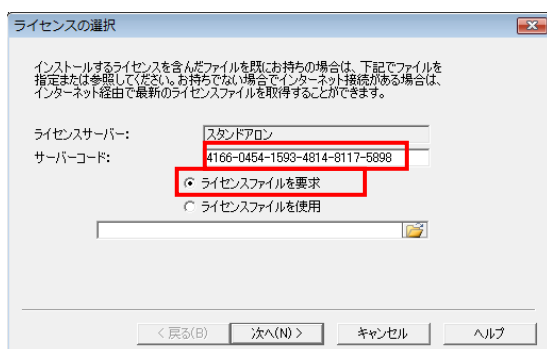 ライセンスの選択
インストールするライセンスを含んだファイルを既にお持ちの場合は、下記でファイルを
指定または参照してください。お持ちでない場合でインターネット接続がある場合は、
インターネット経由で最新のライセンスファイルを取得することができます。
ライセンスサーバー: スタンドアロン
サーバーコード: 4166-0454-1593-4814-8117-5898
ライセンスファイルを要求
ライセンスファイルを使用
< 戻る(B) 次へ(N) > キャンセル ヘルプ